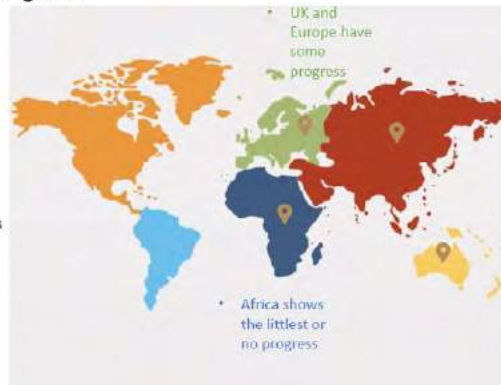 • UK and
Europe have
some
progress
• Africa shows
the littlest or
no progress